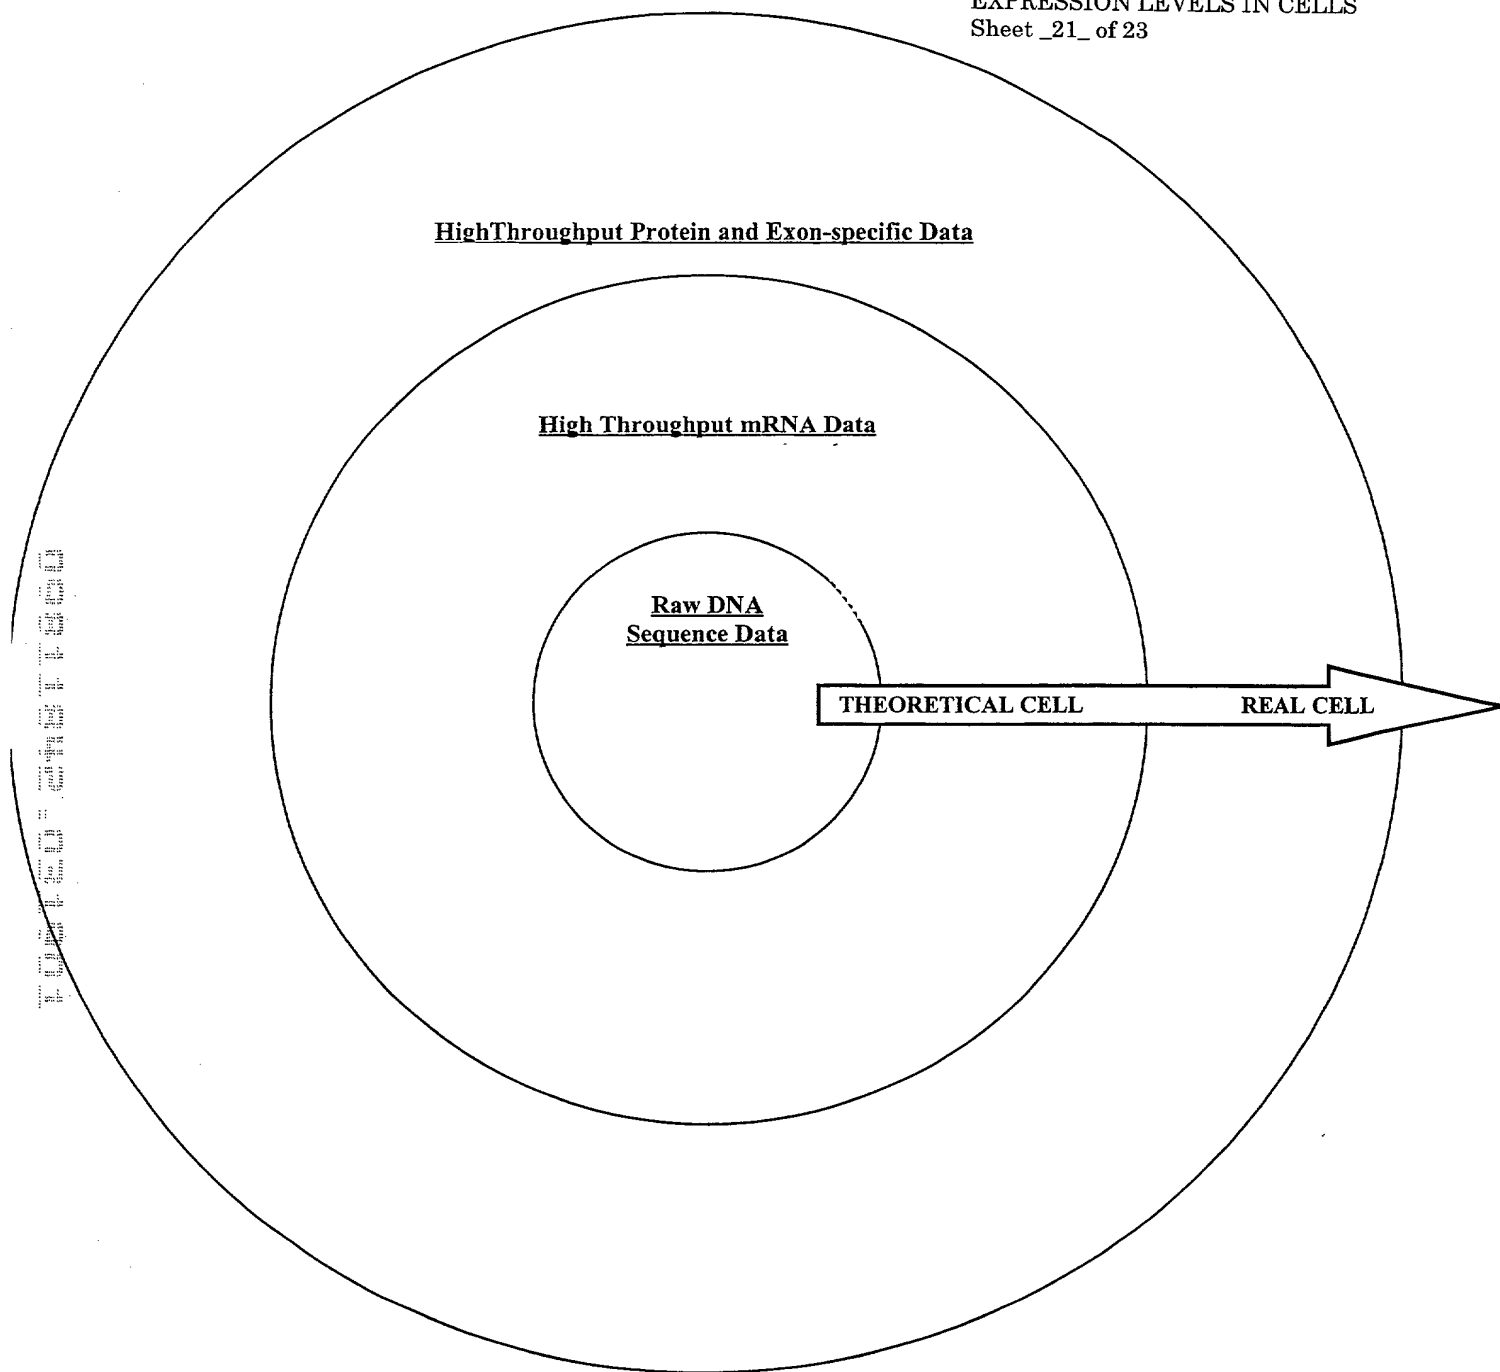 EXPRESSION LEVELS IN CELLS
Sheet _21_ of 23
HighThroughput Protein and Exon-specific Data
High Throughput mRNA Data
Raw DNA
Sequence Data
THEORETICAL CELL REAL CELL